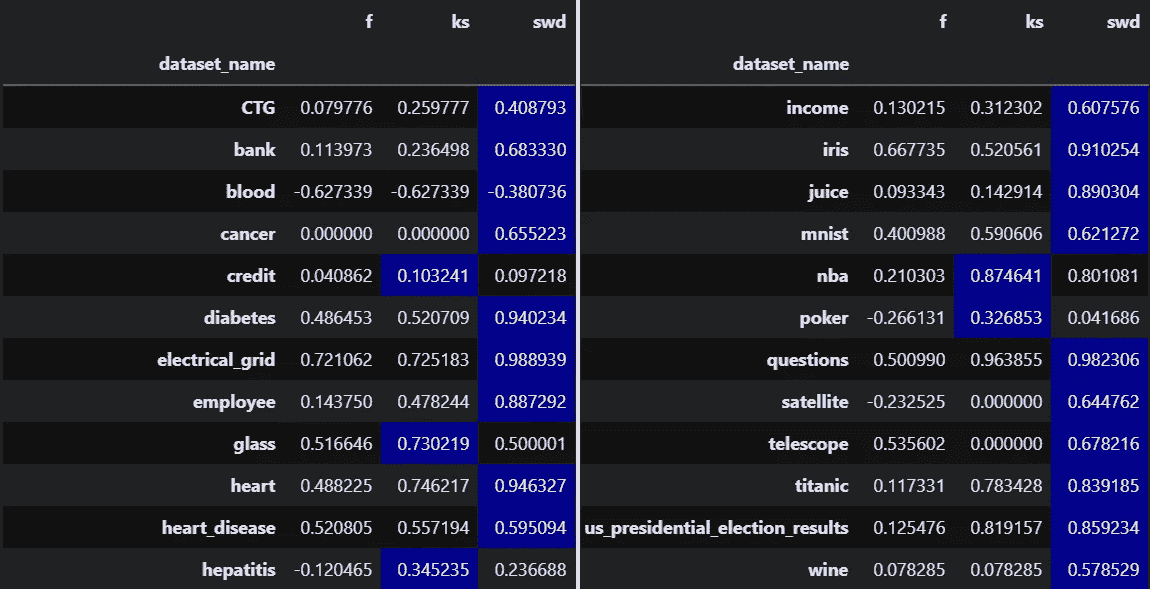 f ks swd
dataset_name
CTG 0.079776 0.259777 0.408793
bank 0.113973 0.236498 0.683330
blood -0.627339 -0.627339 -0.380736
cancer 0.000000 0.000000 0.655223
credit 0.040862 0.103241 0.097218
diabetes 0.486453 0.520709 0.940234
electrical_grid 0.721062 0.725183 0.988939
employee 0.143750 0.478244 0.887292
glass 0.516646 0.730219 0.500001
heart 0.488225 0.746217 0.946327
heart_disease 0.520805 0.557194 0.595094
hepatitis -0.120465 0.345235 0.236688
f ks swd
dataset_name
income 0.130215 0.312302 0.607576
iris 0.667735 0.520561 0.910254
juice 0.093343 0.142914 0.890304
mnist 0.400988 0.590606 0.621272
nba 0.210303 0.874641 0.801081
poker -0.266131 0.326853 0.041686
questions 0.500990 0.963855 0.982306
satellite -0.232525 0.000000 0.644762
telescope 0.535602 0.000000 0.678216
titanic 0.117331 0.783428 0.839185
us_presidential_election_results 0.125476 0.819157 0.859234
wine 0.078285 0.078285 0.578529